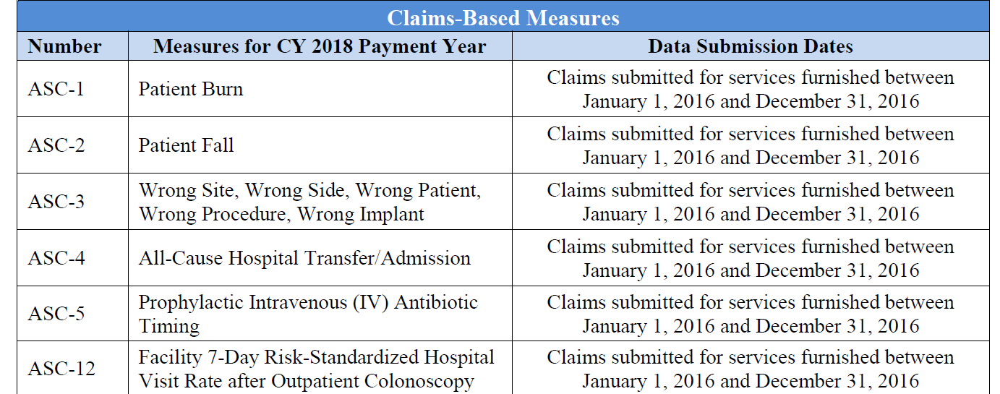 Claims-Based Measures
Number Measures for CY 2018 Payment Year Data Submission Dates
ASC-1 Patient Burn Claims submitted for services furnished between
January 1, 2016 and December 31, 2016
ASC-2 Patient Fall Claims submitted for services furnished between
January 1, 2016 and December 31, 2016
ASC-3 Wrong Site, Wrong Side, Wrong Patient, Claims submitted for services furnished between
Wrong Procedure, Wrong Implant January 1, 2016 and December 31, 2016
ASC-4 All-Cause Hospital Transfer/Admission Claims submitted for services furnished between
January 1, 2016 and December 31, 2016
ASC-5 Prophylactic Intravenous (IV) Antibiotic Claims submitted for services furnished between
Timing January 1, 2016 and December 31, 2016
ASC-12 Facility 7-Day Risk-Standardized Hospital Claims submitted for services furnished between
Visit Rate after Outpatient Colonoscopy January 1, 2016 and December 31, 2016